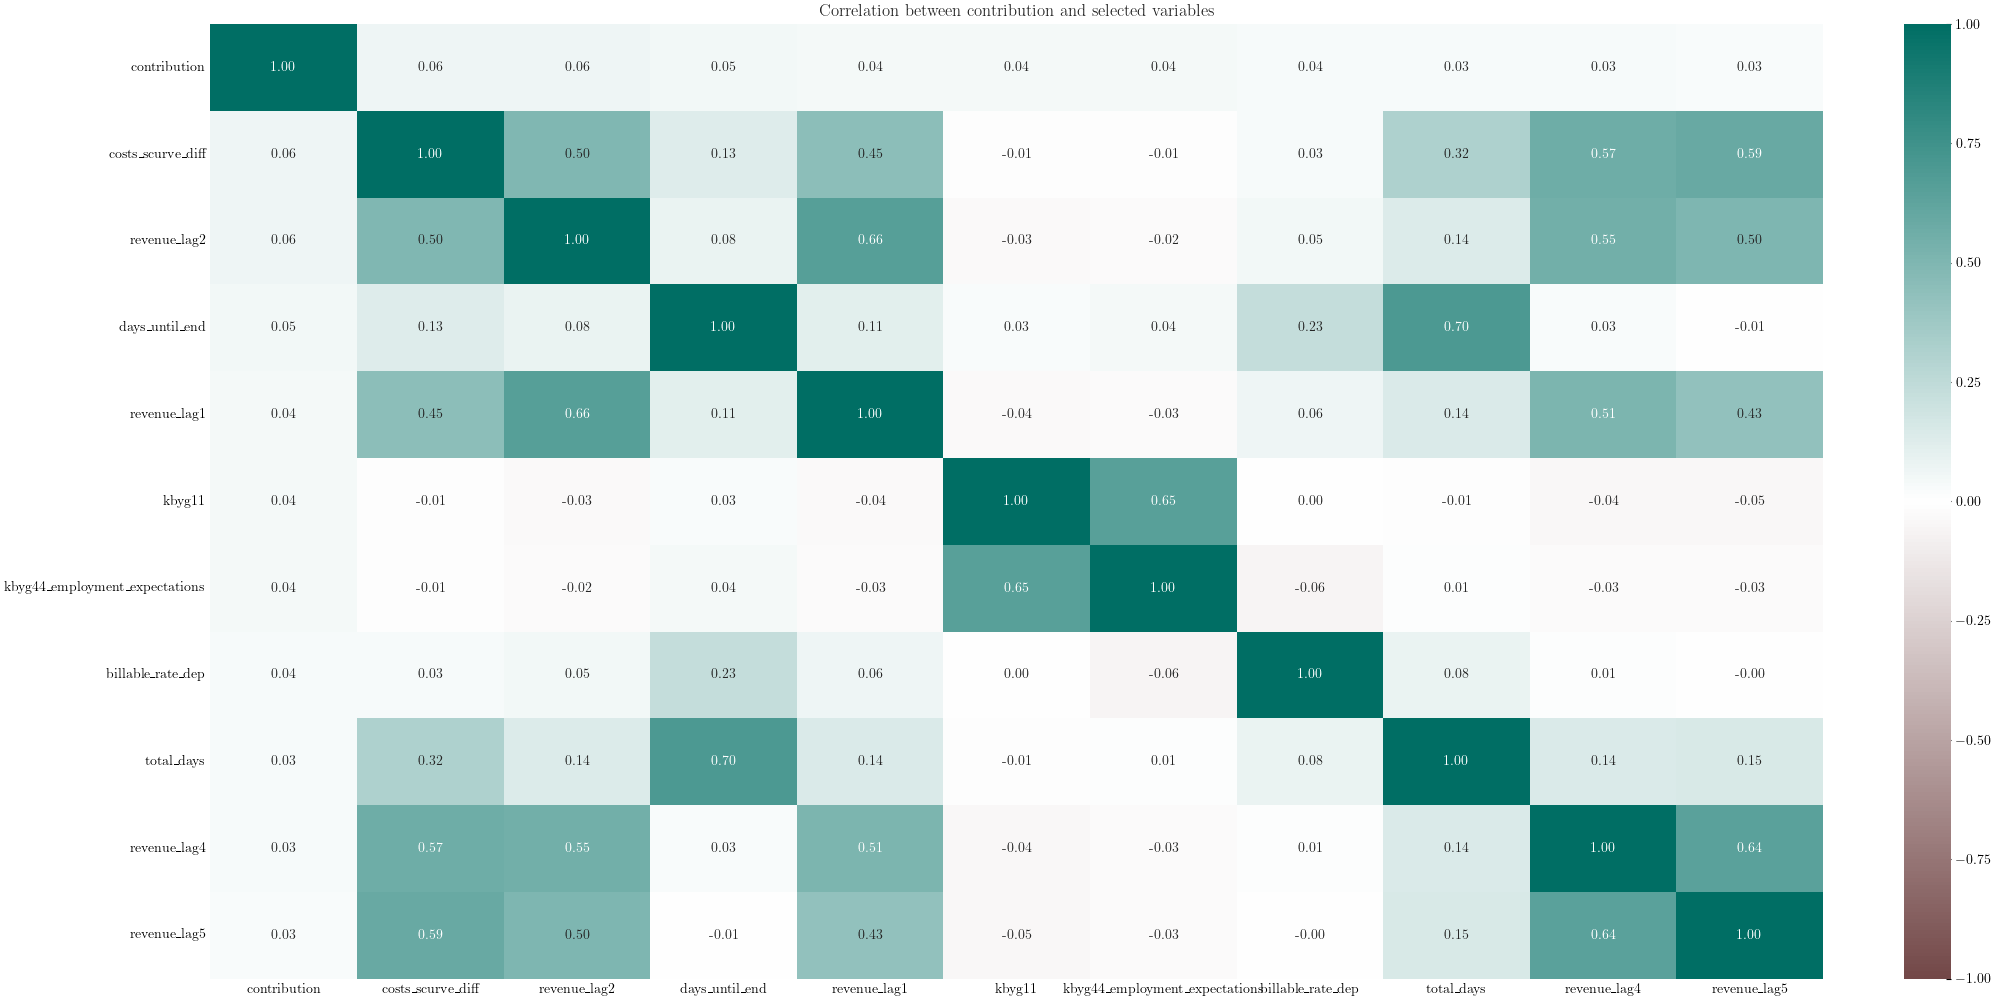 Correlation between contribution and selected variables
contribution 1.00 0.06 0.06 0.05 0.04 0.04 0.04 0.04 0.03 0.03 0.03
costs_scurve_diff 0.06 1.00 0.50 0.13 0.45 -0.01 -0.01 0.03 0.32 0.57 0.59
revenue_lag2 0.06 0.50 1.00 0.08 0.66 -0.03 -0.02 0.05 0.14 0.55 0.50
days_until_end 0.05 0.13 0.08 1.00 0.11 0.03 0.04 0.23 0.70 0.03 -0.01
revenue_lag1 0.04 0.45 0.66 0.11 1.00 -0.04 -0.03 0.06 0.14 0.51 0.43
kbyg11 0.04 -0.01 -0.03 0.03 -0.04 1.00 0.65 0.00 -0.01 -0.04 -0.05
kbyg44_employment_expectations 0.04 -0.01 -0.02 0.04 -0.03 0.65 1.00 -0.06 0.01 -0.03 -0.03
billable_rate_dep 0.04 0.03 0.05 0.23 0.06 0.00 -0.06 1.00 0.08 0.01 -0.00
total_days 0.03 0.32 0.14 0.70 0.14 -0.01 0.01 0.08 1.00 0.14 0.15
revenue_lag4 0.03 0.57 0.55 0.03 0.51 -0.04 -0.03 0.01 0.14 1.00 0.64
revenue_lag5 0.03 0.59 0.50 -0.01 0.43 -0.05 -0.03 -0.00 0.15 0.64 1.00
contribution costs_scurve_diff revenue_lag2 days_until_end revenue_lag1 kbyg11 kbyg44_employment_expectations billable_rate_dep total_days revenue_lag4 revenue_lag5
1.00
0.75
0.50
0.25
0.00
−0.25
−0.50
−0.75
−1.00